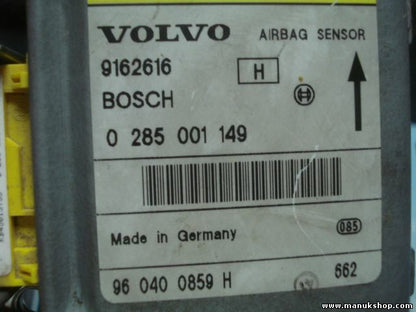 VOLVO AIRBAG SENSOR
9162616 H
BOSCH
0 285 001 149
Made in Germany 085
96 040 0859 H 662
www.manukshop.com